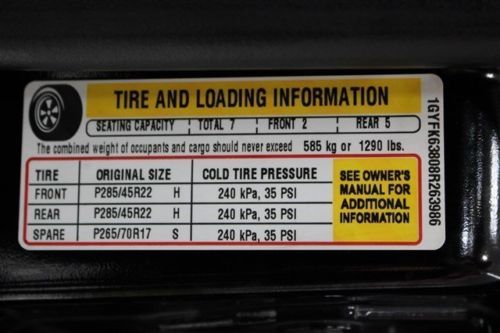 TIRE AND LOADING INFORMATION
SEATING CAPACITY TOTAL 7 FRONT 2 REAR 5
The combined weight of occupants and cargo should never exceed 585 kg or 1290 lbs.
TIRE ORIGINAL SIZE COLD TIRE PRESSURE
FRONT P285/45R22 H 240 kPa, 35 PSI
REAR P285/45R22 H 240 kPa, 35 PSI
SPARE P265/70R17 S 240 kPa, 35 PSI
SEE OWNER'S
MANUAL FOR
ADDITIONAL
INFORMATION
1GYFK63808R263986